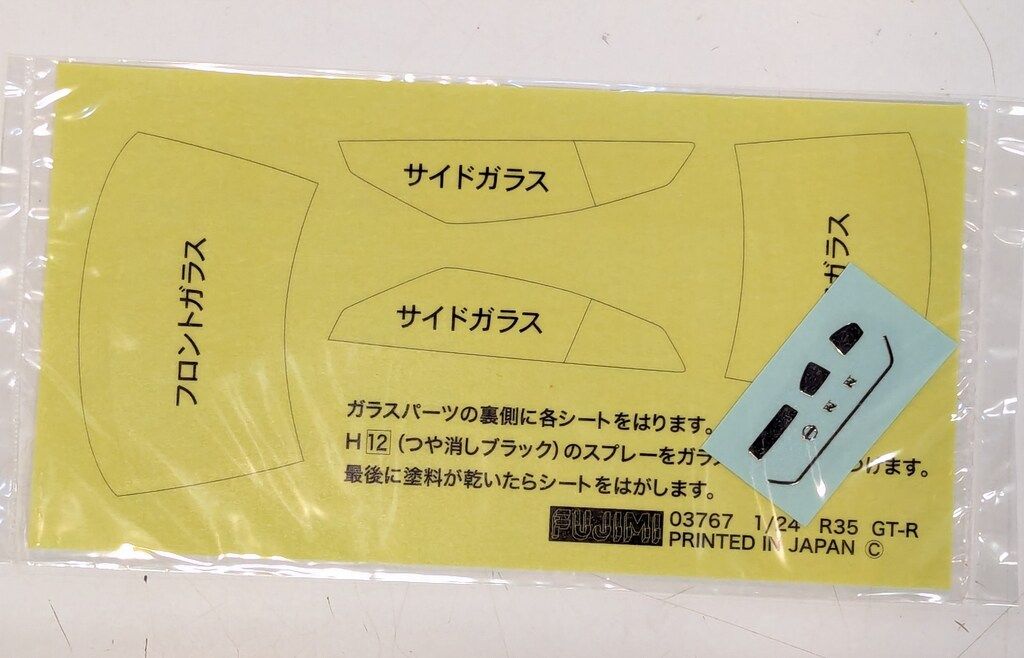 フロントガラス
サイドガラス
サイドガラス
ガラス
ガラスパーツの裏側に各シートをはります。
H 12 (つや消しブラック)のスプレーをガラ
けます。
最後に塗料が乾いたらシートをはがします。
FUJIMI 03767 1/24 R35 GT-R
PRINTED IN JAPAN ©